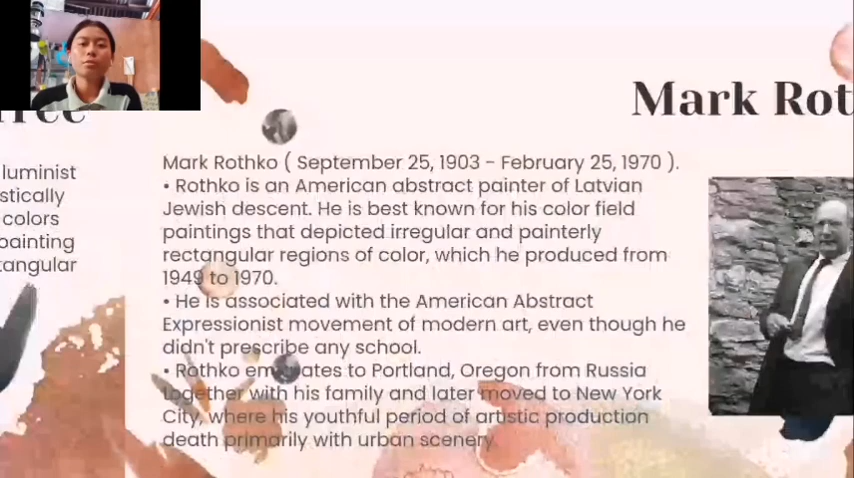 Mark Rot
luminist
stically
colors
painting
tangular
Mark Rothko ( September 25, 1903 - February 25, 1970 ).
• Rothko is an American abstract painter of Latvian
Jewish descent. He is best known for his color field
paintings that depicted irregular and painterly
rectangular regions of color, which he produced from
1949 to 1970.
• He is associated with the American Abstract
Expressionist movement of modern art, even though he
didn't prescribe any school.
• Rothko emigrates to Portland, Oregon from Russia
together with his family and later moved to New York
City, where his youthful period of artistic production
death primarily with urban scenery.